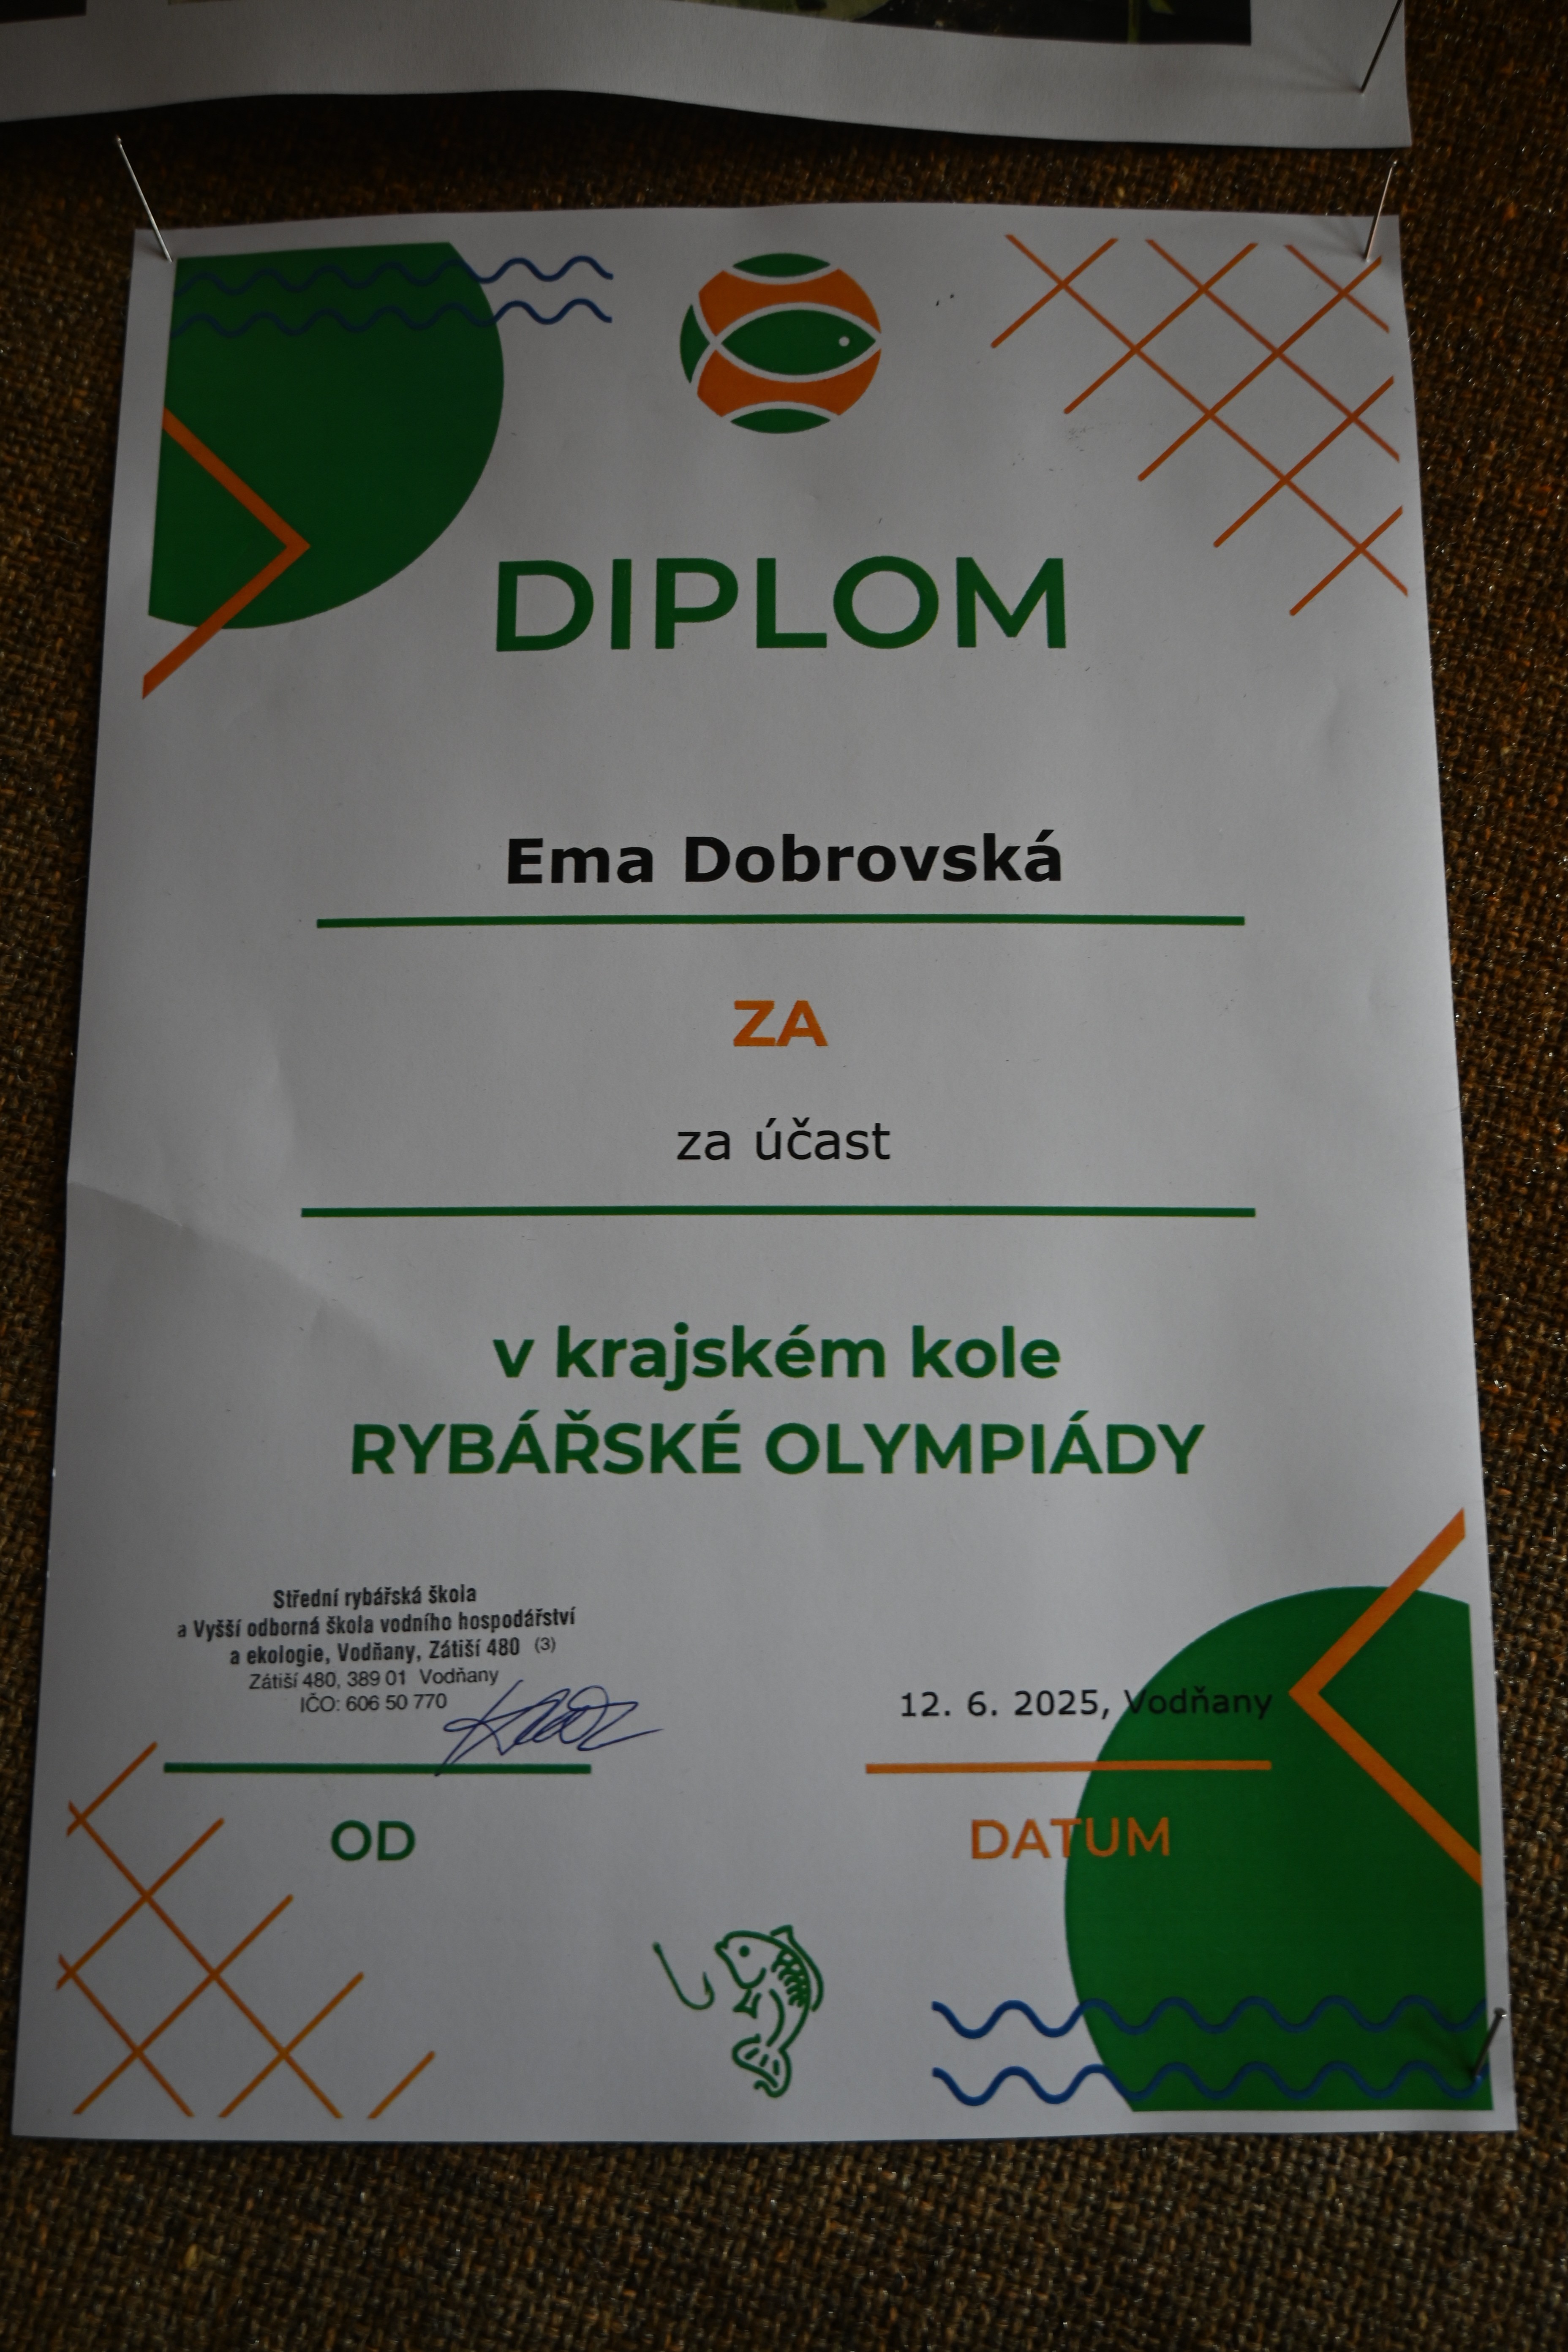 DIPLOM
Ema Dobrovská
ZA
za účast
v krajském kole
RYBÁŘSKÉ OLYMPIÁDY
Střední rybářská škola
a Vyšší odborná škola vodního hospodářství
a ekologie, Vodňany, Zátiší 480 (3)
Zátiší 480, 389 01 Vodňany
IČO: 606 50 770
12. 6. 2025, Vodňany
OD
DATUM